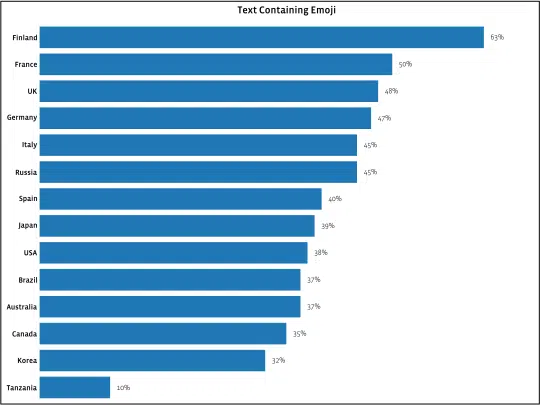 Text Containing Emoji
Finland 63%
France 50%
UK 48%
Germany 47%
Italy 45%
Russia 45%
Spain 40%
Japan 39%
USA 38%
Brazil 37%
Australia 37%
Canada 35%
Korea 32%
Tanzania 10%